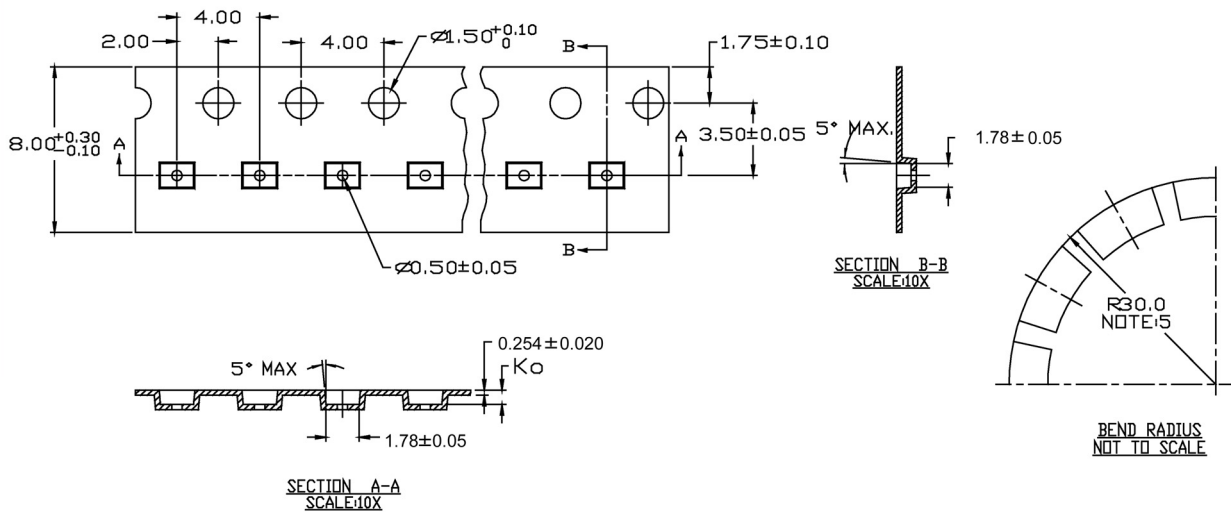 4.00
2.00
4.00
Ø1.50+0.10
0
B
1.75±0.10
8.00+0.30
-0.10
A
A
3.50±0.05
Ø0.50±0.05
B
5° MAX.
1.78±0.05
SECTION B-B
SCALE:10X
R30.0
NOTE:5
BEND RADIUS
NOT TO SCALE
5° MAX
0.254±0.020
Ko
1.78±0.05
SECTION A-A
SCALE:10X